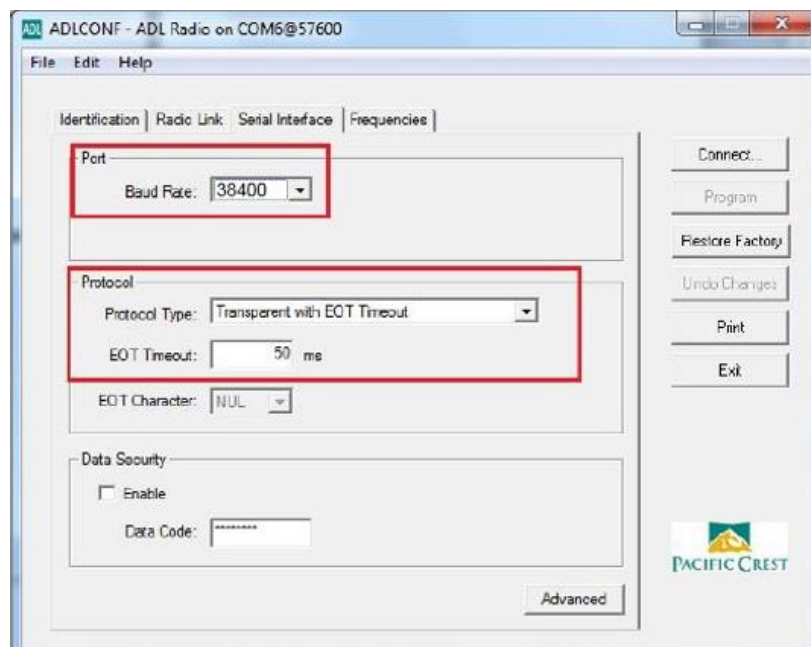 ADL ADLCONF - ADL Radio on COM6@57600
File Edit Help
Identification Radio Link Serial Interface Frequencies
Port
Baud Rate: 38400
Connect...
Program
Restore Factory
Protocol
Undo Changes
Protocol Type: Transparent with EOT Timeout
Print
EOT Timeout: 50 ms
Exit
EOT Character: NUL
Data Security
Enable
Data Code: ********
PACIFIC CREST
Advanced